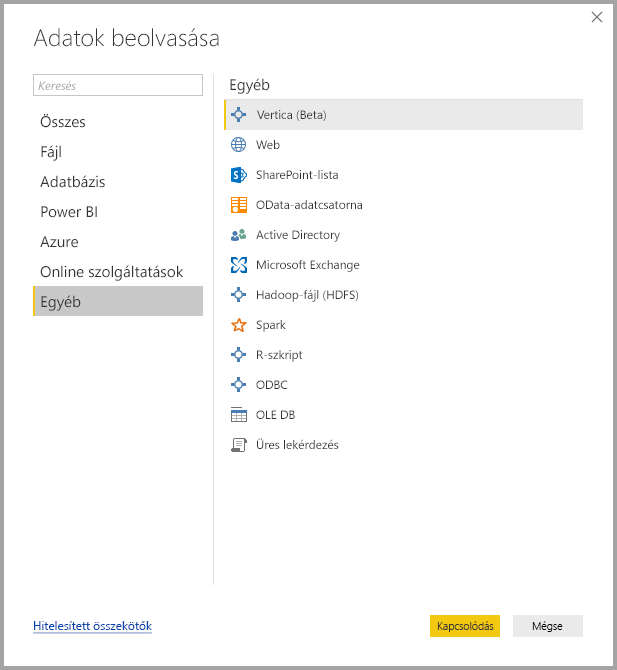 Adatok beolvasása
Keresés
Összes
Fájl
Adatbázis
Power BI
Azure
Online szolgáltatások
Egyéb
Egyéb
Vertica (Beta)
Web
SharePoint-lista
OData-adatcsatorna
Active Directory
Microsoft Exchange
Hadoop-fájl (HDFS)
Spark
R-szkript
ODBC
OLE DB
Üres lekérdezés
Hitelesített összekötők
Kapcsolódás
Mégse